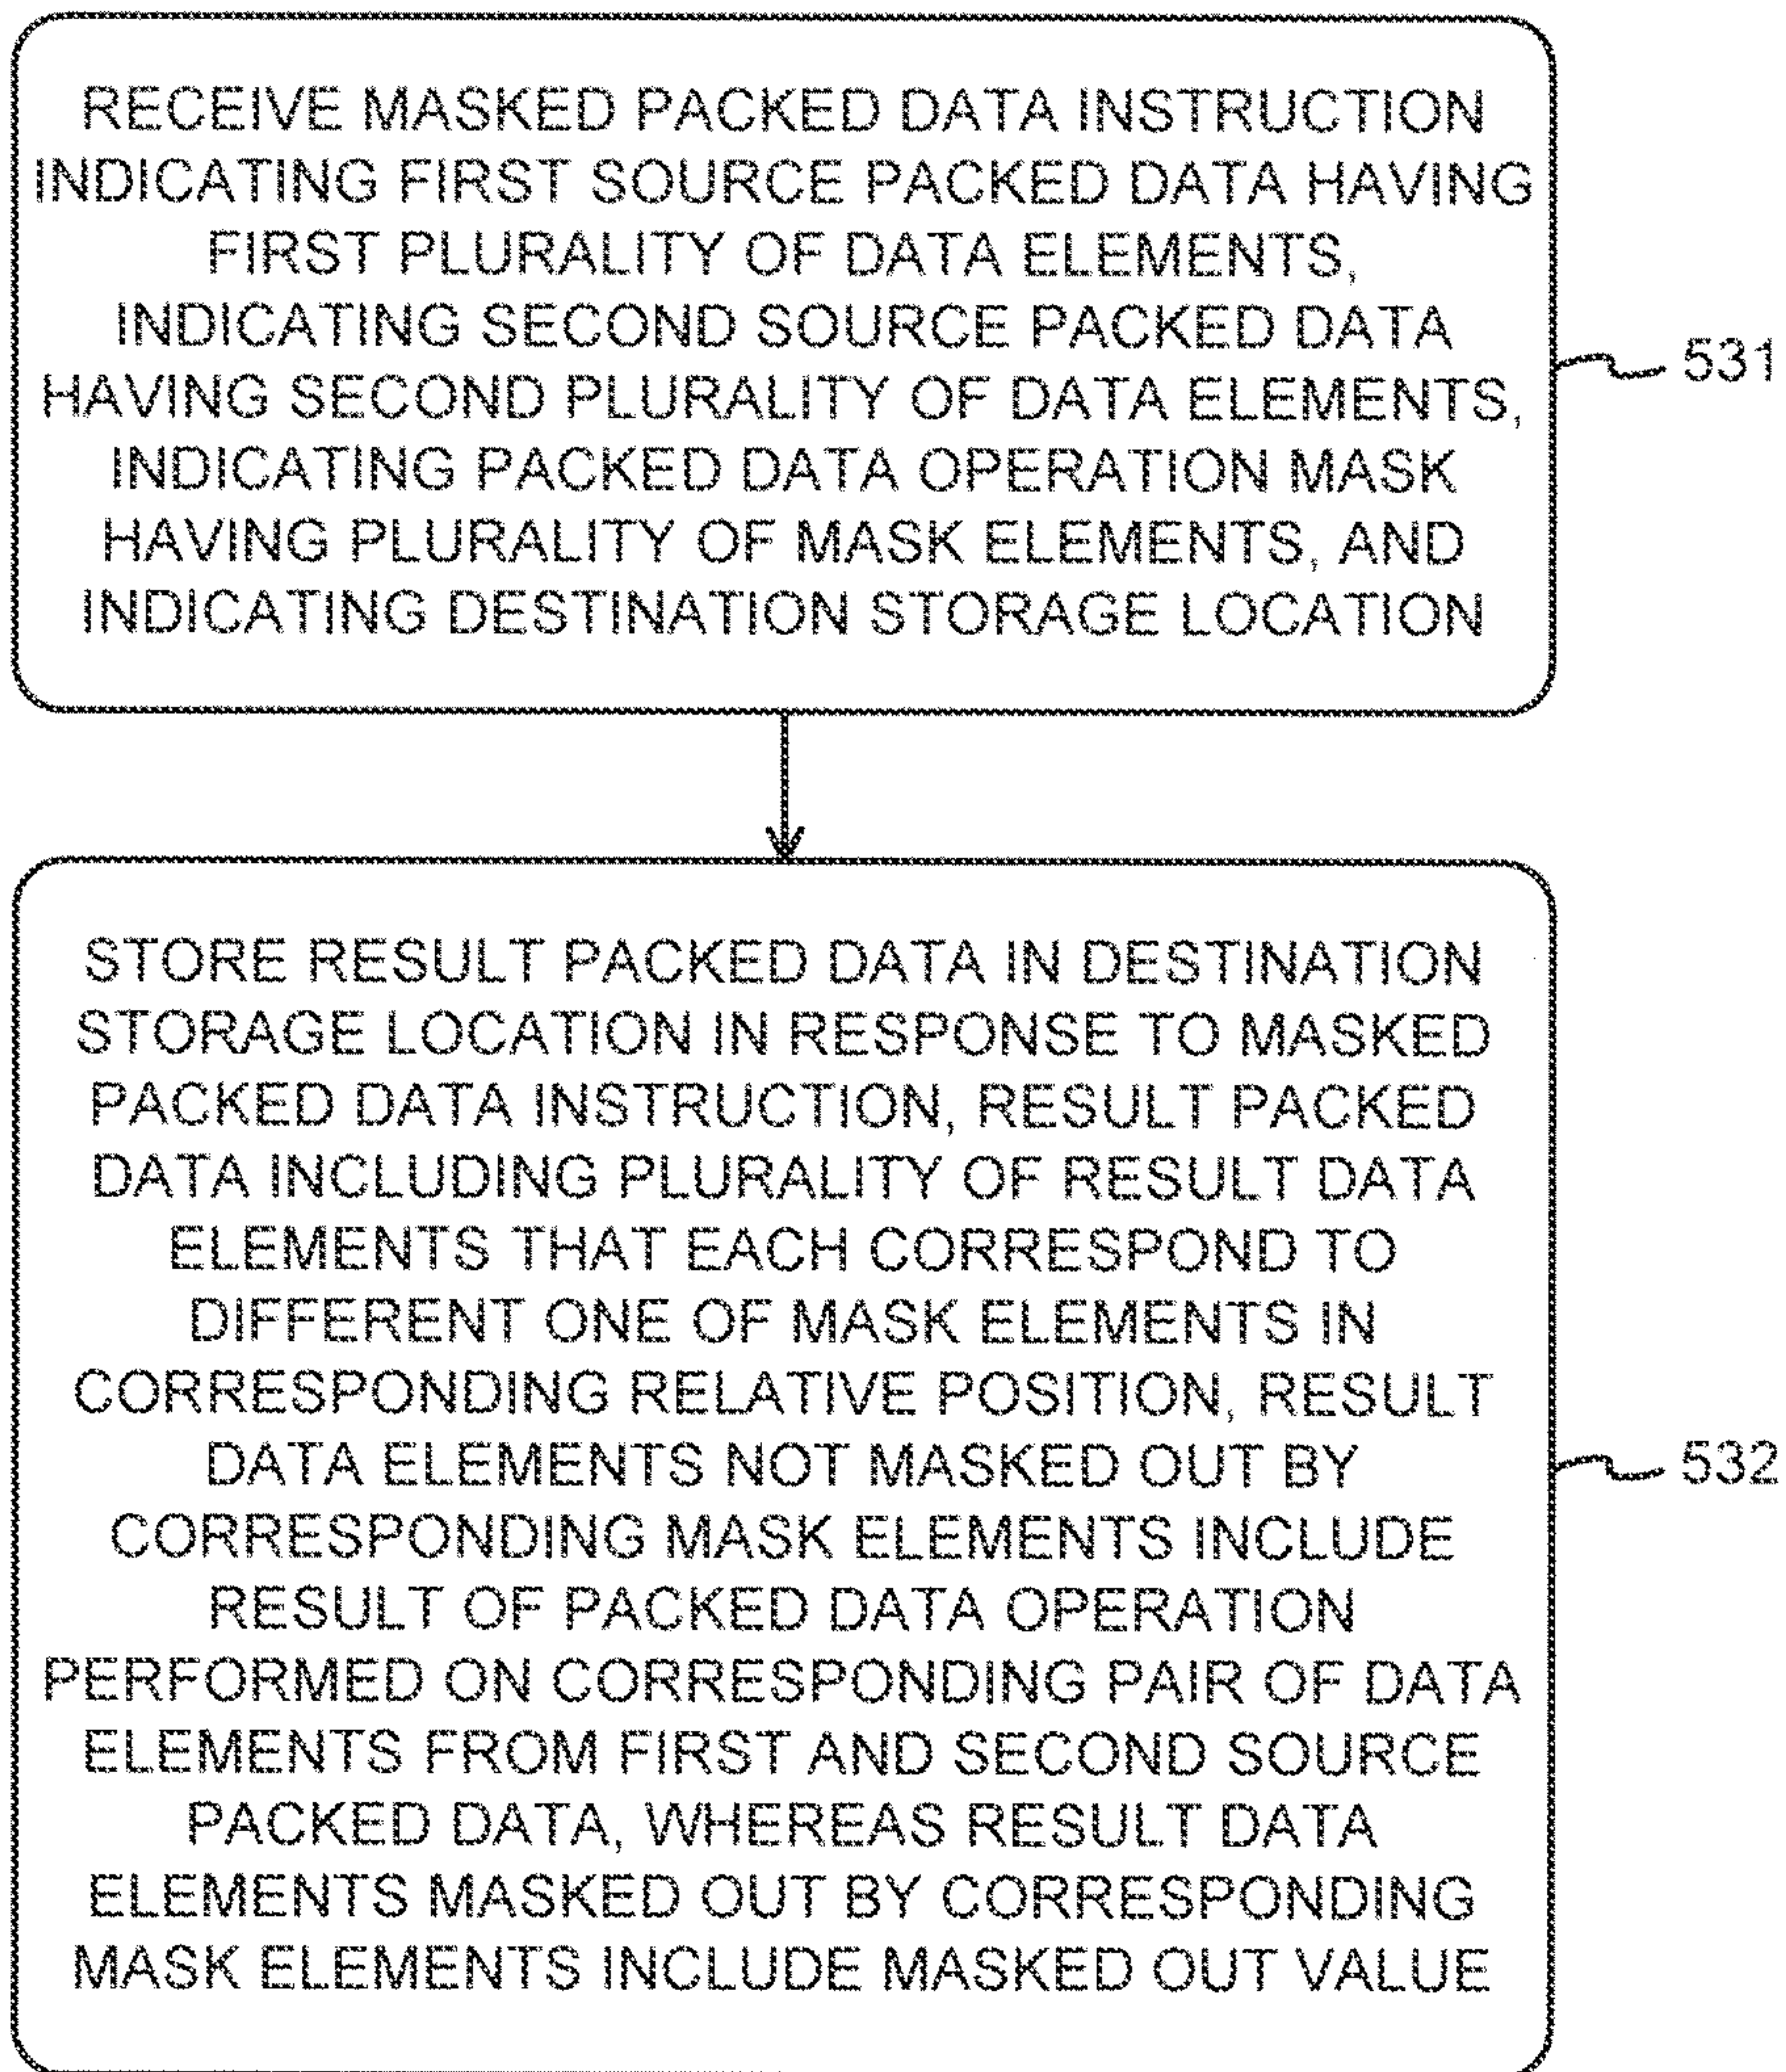 RECEIVE MASKED PACKED DATA INSTRUCTION
INDICATING FIRST SOURCE PACKED DATA HAVING
FIRST PLURALITY OF DATA ELEMENTS,
INDICATING SECOND SOURCE PACKED DATA
HAVING SECOND PLURALITY OF DATA ELEMENTS,
INDICATING PACKED DATA OPERATION MASK
HAVING PLURALITY OF MASK ELEMENTS, AND
INDICATING DESTINATION STORAGE LOCATION
531
STORE RESULT PACKED DATA IN DESTINATION
STORAGE LOCATION IN RESPONSE TO MASKED
PACKED DATA INSTRUCTION, RESULT PACKED
DATA INCLUDING PLURALITY OF RESULT DATA
ELEMENTS THAT EACH CORRESPOND TO
DIFFERENT ONE OF MASK ELEMENTS IN
CORRESPONDING RELATIVE POSITION, RESULT
DATA ELEMENTS NOT MASKED OUT BY
CORRESPONDING MASK ELEMENTS INCLUDE
RESULT OF PACKED DATA OPERATION
PERFORMED ON CORRESPONDING PAIR OF DATA
ELEMENTS FROM FIRST AND SECOND SOURCE
PACKED DATA, WHEREAS RESULT DATA
ELEMENTS MASKED OUT BY CORRESPONDING
MASK ELEMENTS INCLUDE MASKED OUT VALUE
532